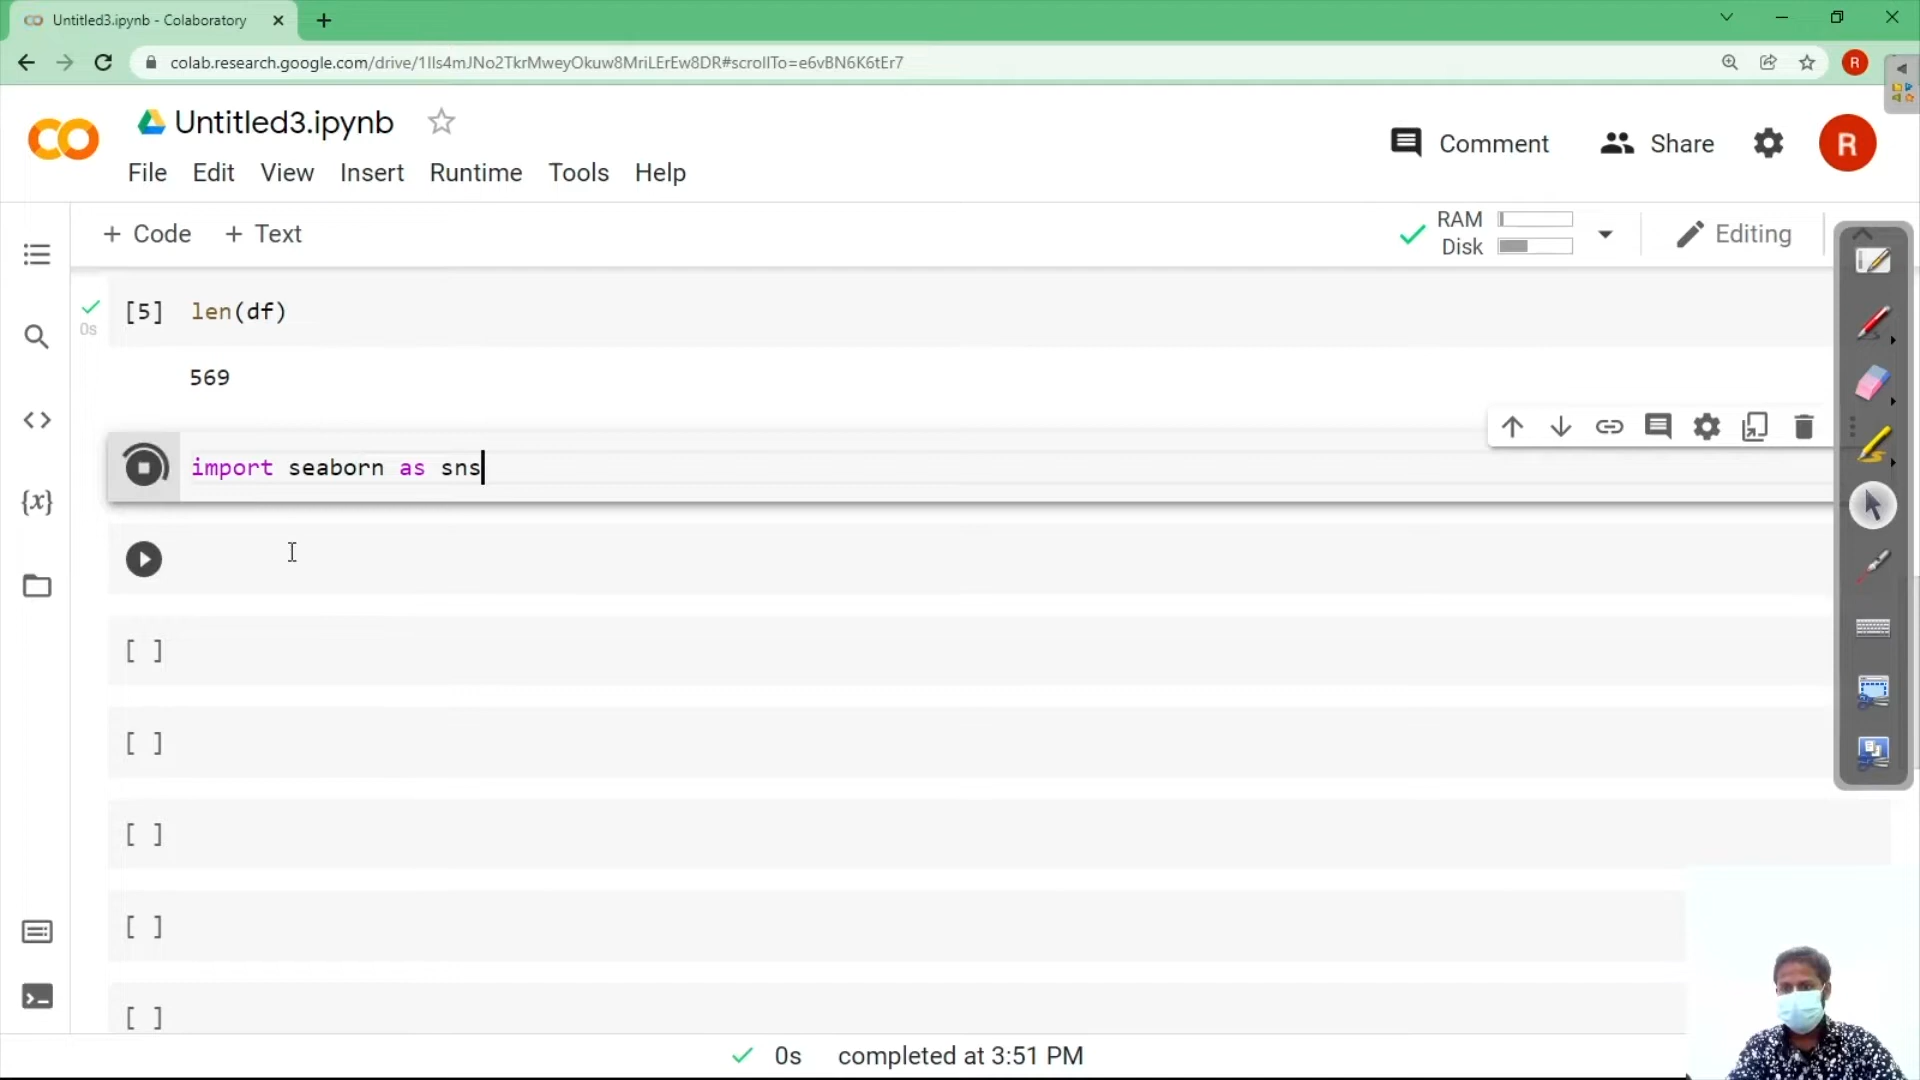 Untitled3.ipynb - Colaboratory
colab.research.google.com/drive/1Ils4mJNo2TkrMweyOkuw8MriLErEw8DR#scrollTo=e6vBN6K6tEr7
R
Untitled3.ipynb
File Edit View Insert Runtime Tools Help
Comment Share R
+ Code + Text
RAM
Disk
Editing
[5] len(df)
0s
569
import seaborn as sns
{x}
[ ]
[ ]
[ ]
[ ]
[ ]
0s completed at 3:51 PM